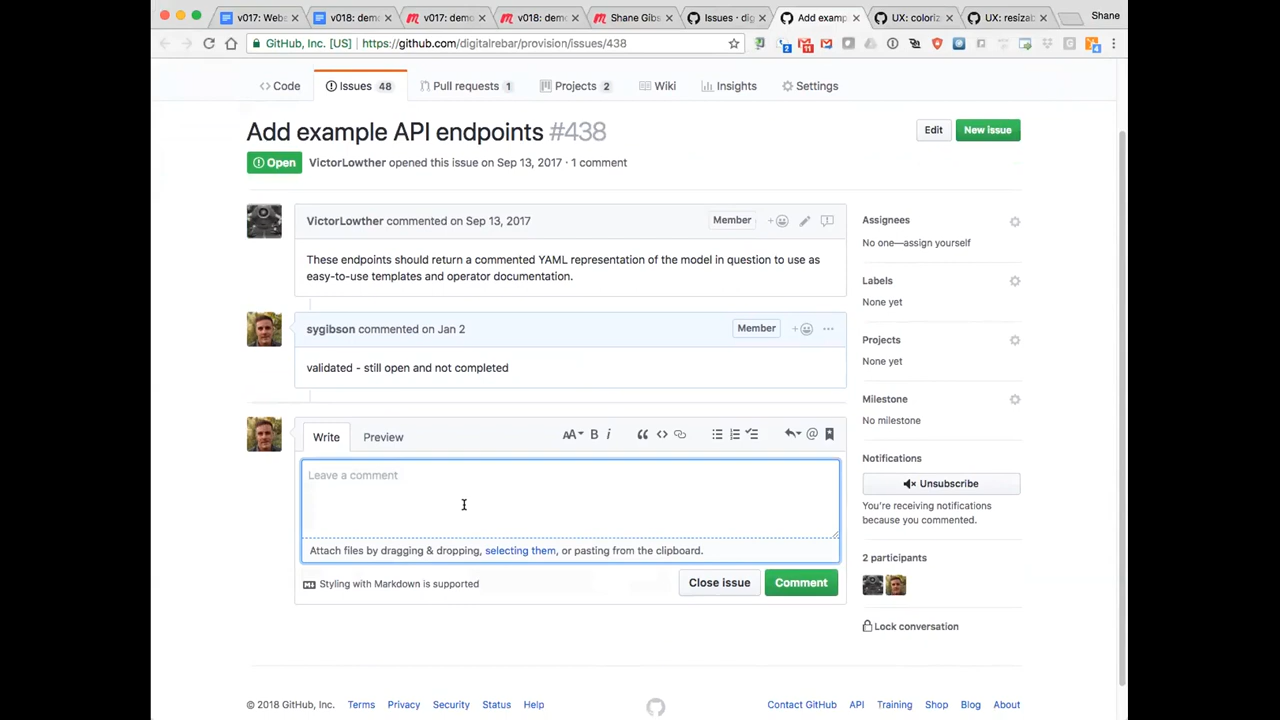 v017: Webs
v018: dem
v017: demo
v018: demo
Shane Gibs
Issues · dig
Add examp
UX: coloriz
UX: resizab
Shane
GitHub, Inc. [US]
https://github.com/digitalrebar/provision/issues/438
2
11
4
Code
Issues 48
Pull requests 1
Projects 2
Wiki
Insights
Settings
Add example API endpoints #438
Edit
New issue
Open
VictorLowther opened this issue on Sep 13, 2017 · 1 comment
VictorLowther commented on Sep 13, 2017
Member
These endpoints should return a commented YAML representation of the model in question to use as
easy-to-use templates and operator documentation.
sygibson commented on Jan 2
Member
validated - still open and not completed
Write
Preview
AA B i
Leave a comment
Attach files by dragging & dropping, selecting them, or pasting from the clipboard.
Styling with Markdown is supported
Close issue
Comment
Assignees
No one—assign yourself
Labels
None yet
Projects
None yet
Milestone
No milestone
Notifications
Unsubscribe
You're receiving notifications
because you commented.
2 participants
Lock conversation
© 2018 GitHub, Inc.
Terms
Privacy
Security
Status
Help
Contact GitHub
API
Training
Shop
Blog
About